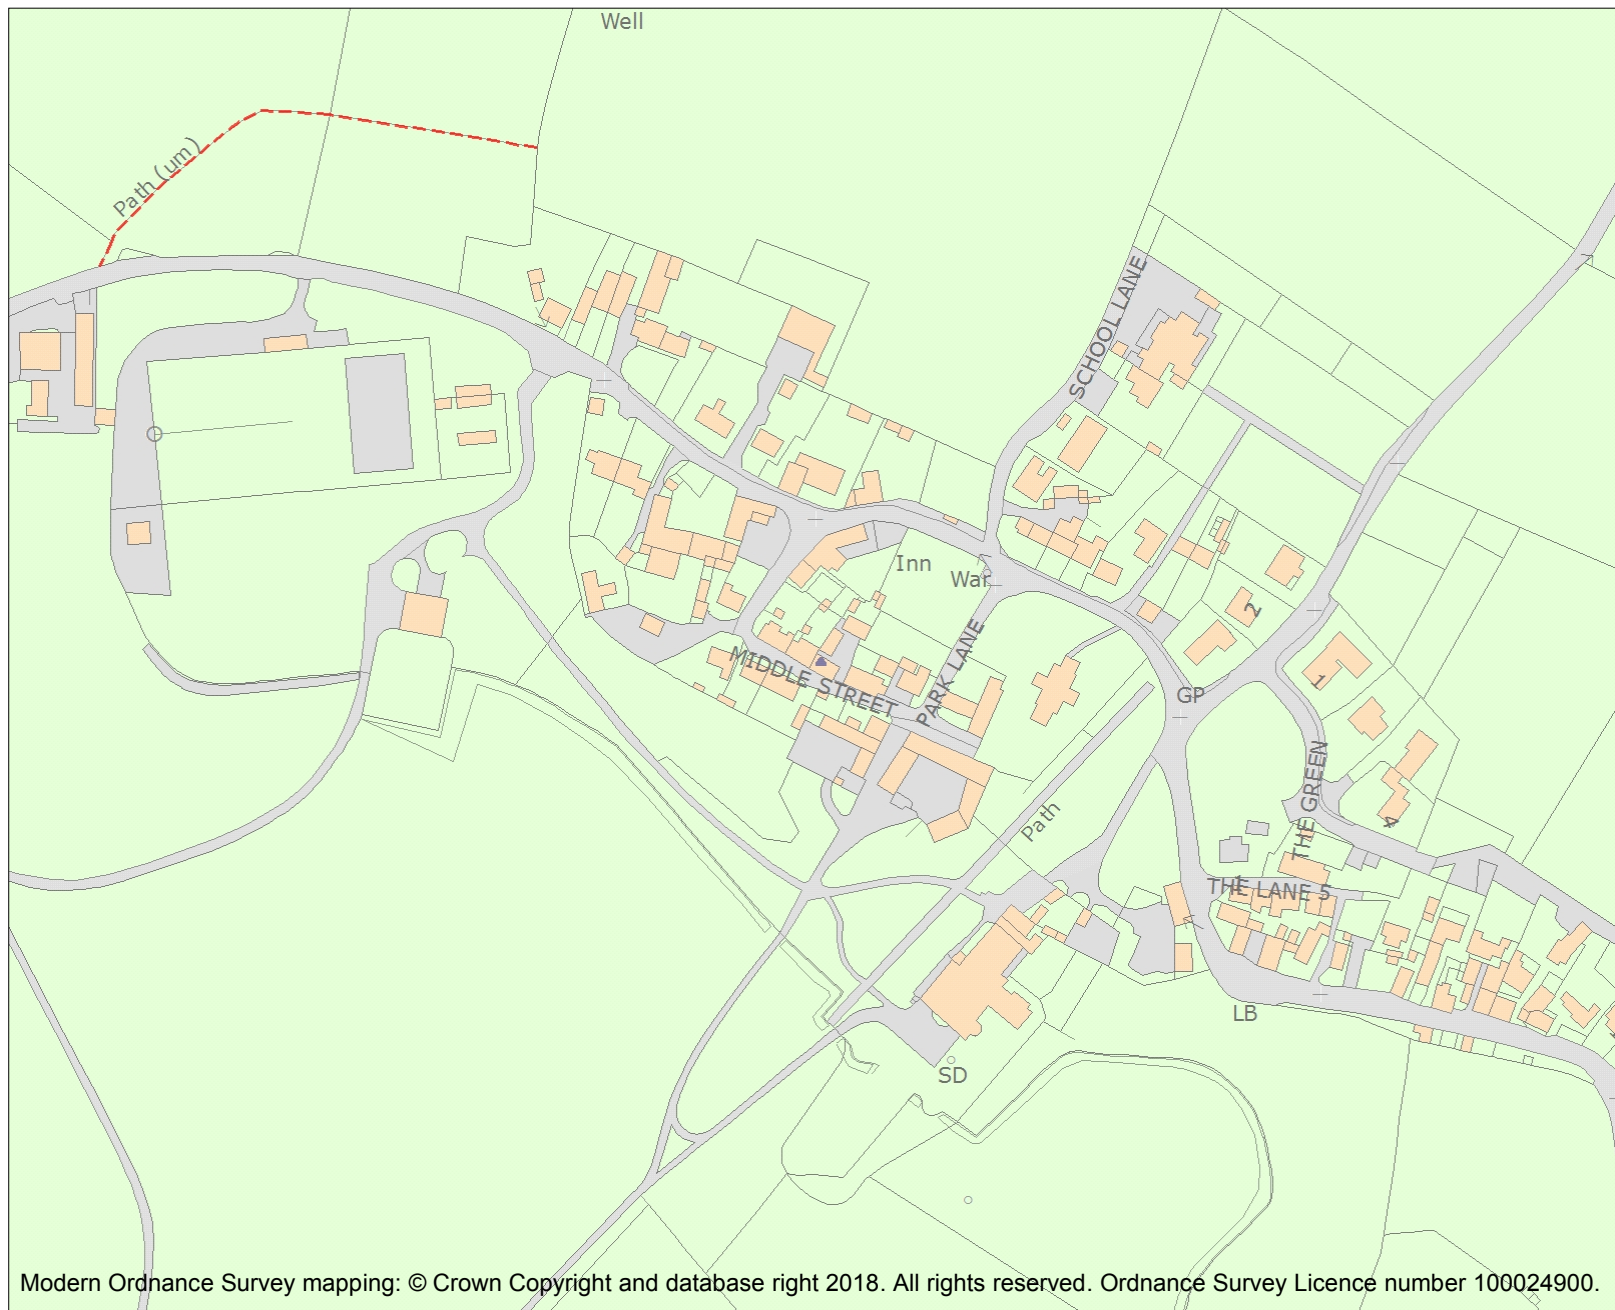 Well
Path (um)
SCHOOL LANE
Inn
War
2
MIDDLE STREET
PARK LANE
1
GP
THE GREEN
Path
4
THE LANE 5
LB
SD
Modern Ordnance Survey mapping: © Crown Copyright and database right 2018. All rights reserved. Ordnance Survey Licence number 100024900.